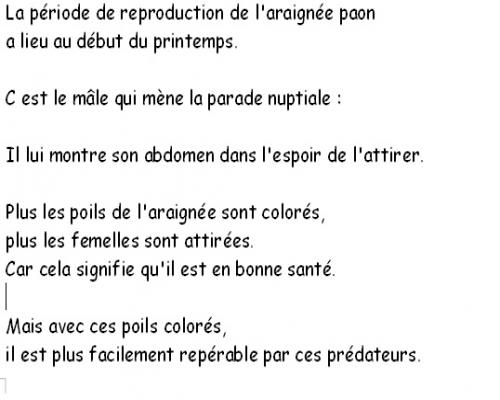 La période de reproduction de l'araignée paon
a lieu au début du printemps.
C est le mâle qui mène la parade nuptiale :
Il lui montre son abdomen dans l'espoir de l'attirer.
Plus les poils de l'araignée sont colorés,
plus les femelles sont attirées.
Car cela signifie qu'il est en bonne santé.
Mais avec ces poils colorés,
il est plus facilement repérable par ces prédateurs.